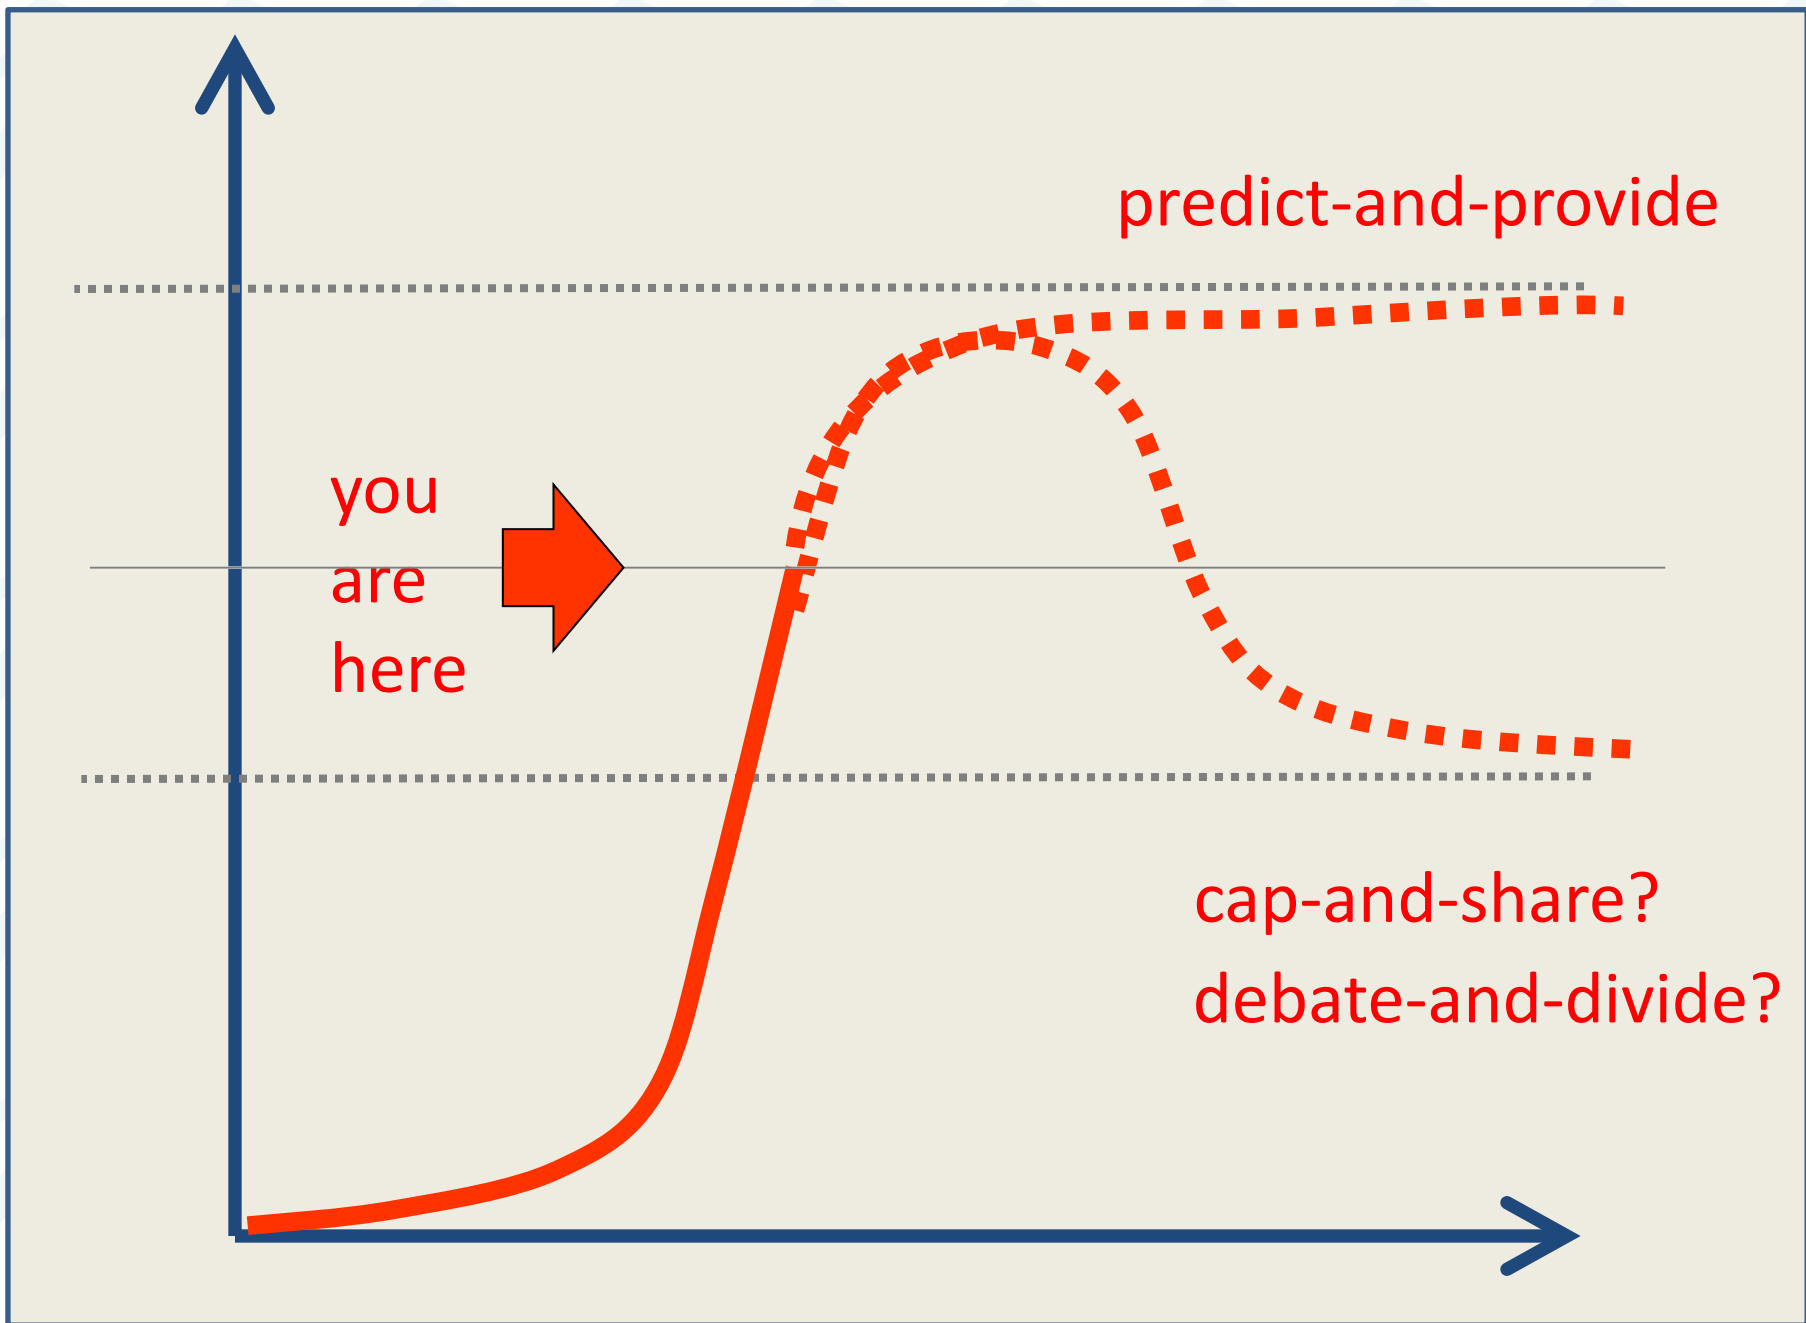 predict-and-provide
you
are
here
cap-and-share?
debate-and-divide?